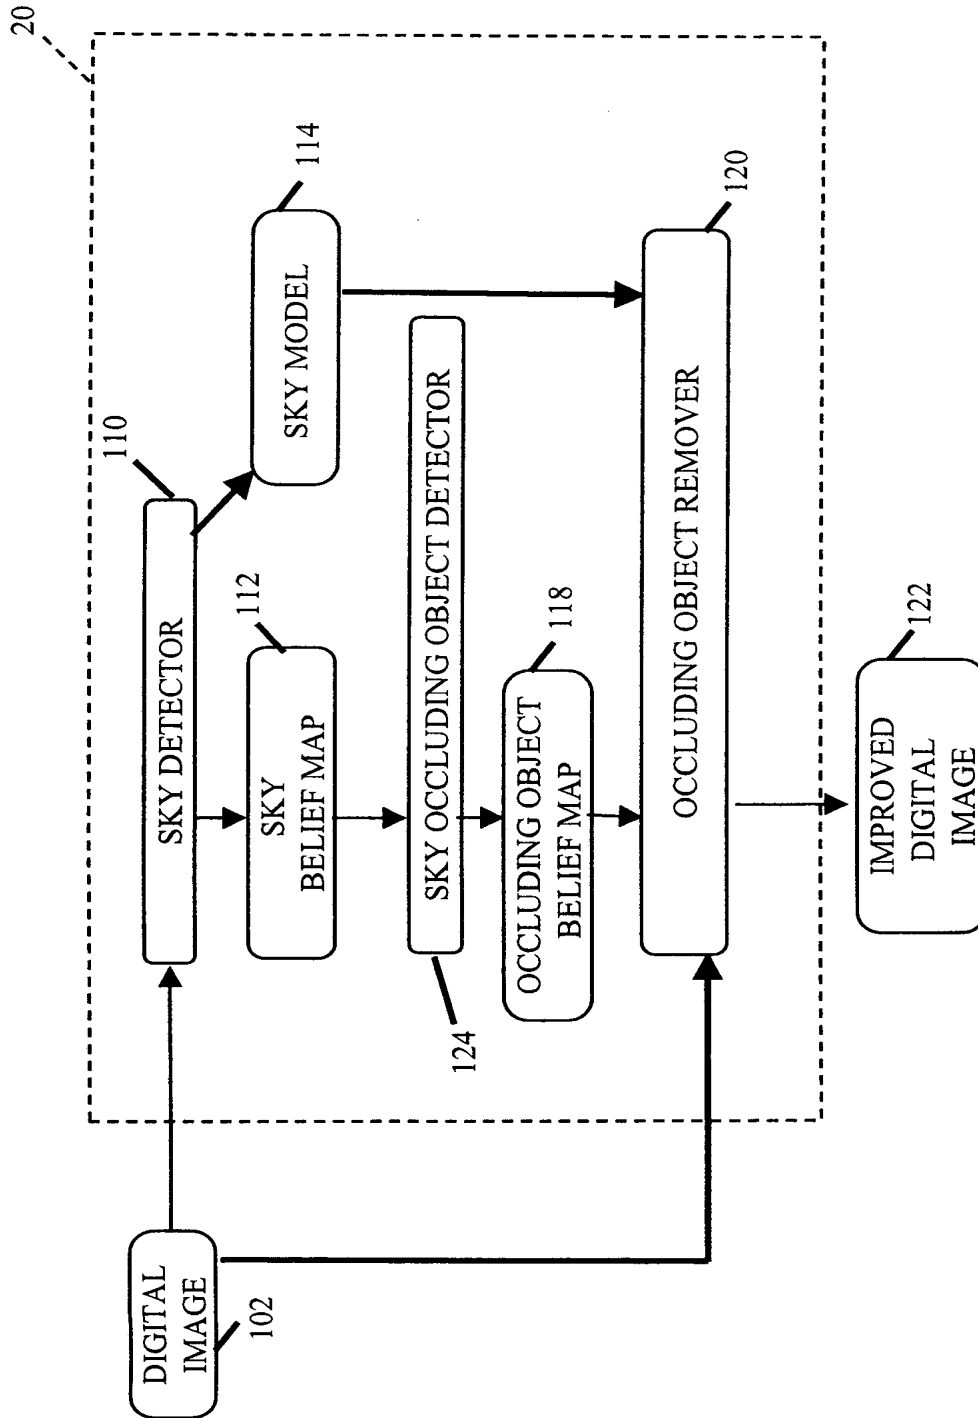 20
DIGITAL
IMAGE
102
SKY DETECTOR
110
SKY
BELIEF MAP
112
SKY MODEL
114
SKY OCCLUDING OBJECT DETECTOR
124
OCCLUDING OBJECT
BELIEF MAP
118
OCCLUDING OBJECT REMOVER
120
IMPROVED
DIGITAL
IMAGE
122